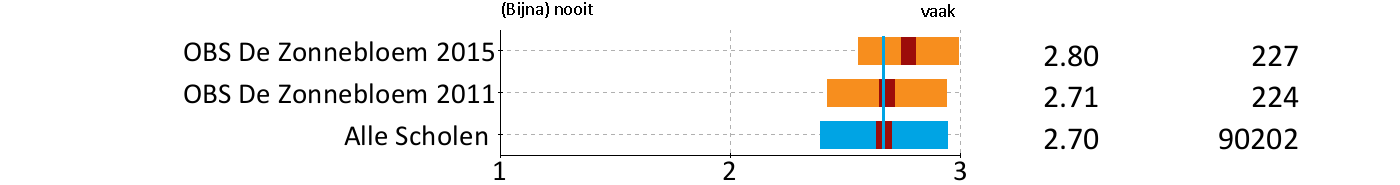 (Bijna) nooit vaak
OBS De Zonnebloem 2015 2.80 227
OBS De Zonnebloem 2011 2.71 224
Alle Scholen 2.70 90202
1 2 3